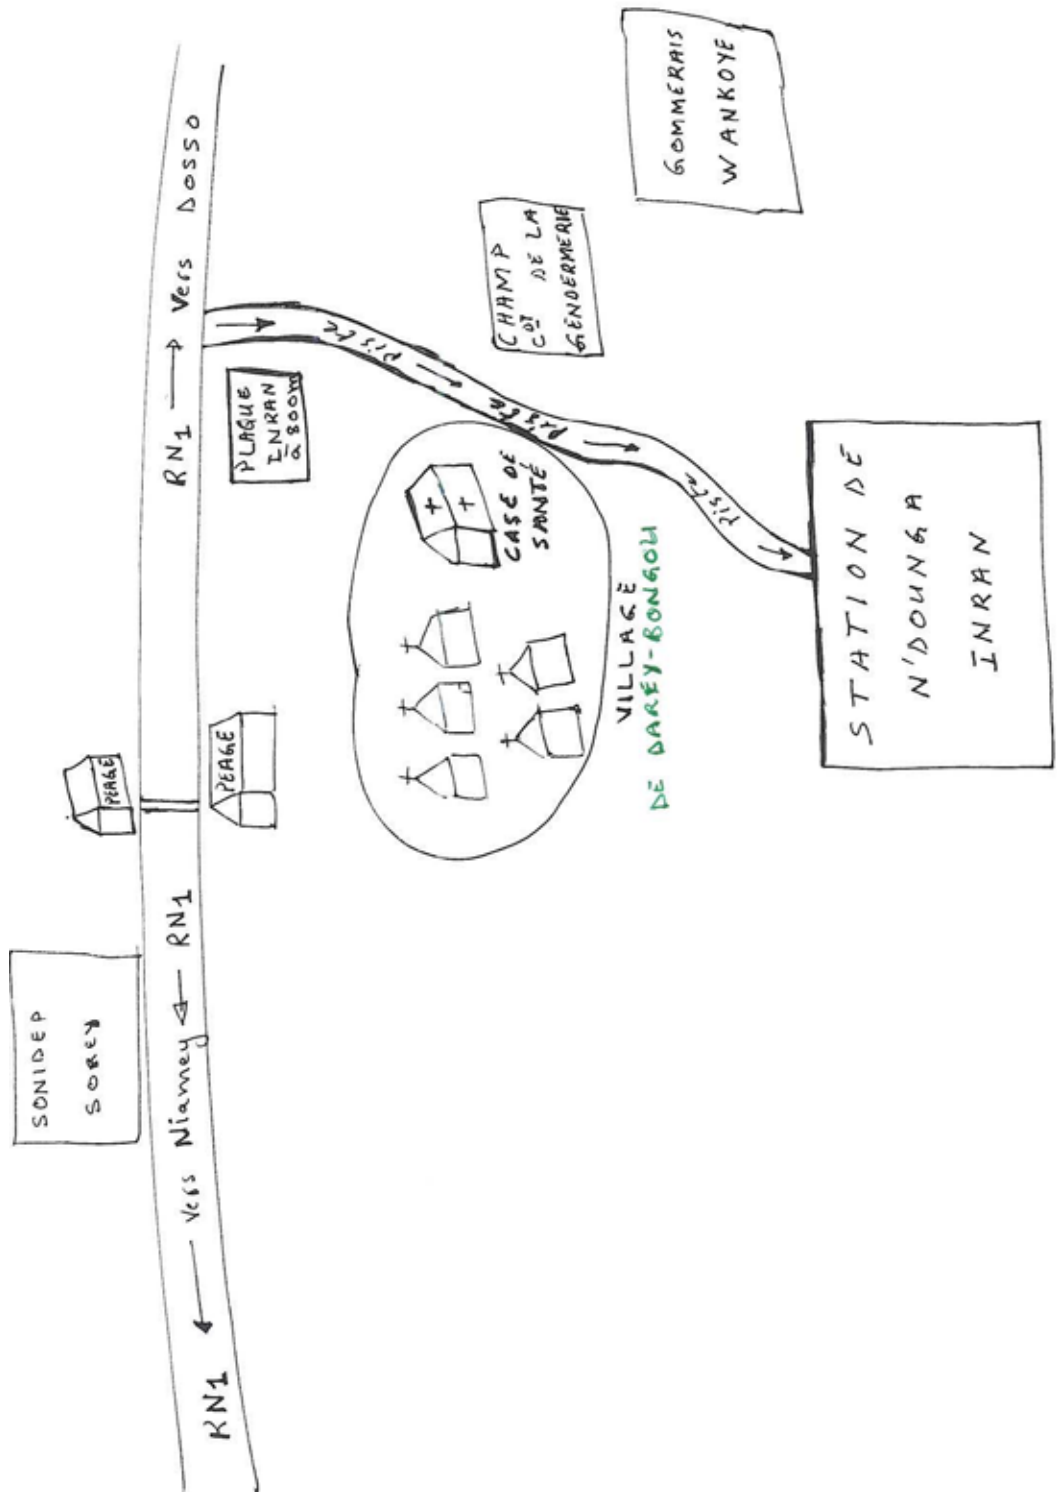 SONIDEP
SOREY
PEAGE
RN1 ← Vers Niamey ← RN1
RN1 → Vers DOSSO
PEAGE
PLAQUE
INRAN
à 800m
piste
piste
piste
piste
CASE DE
SANTÉ
VILLAGE
DE DAREY-BONGOU
CHAMP
CDT DE LA
GENDERMERIE
GOMMERAIS
WANKOYE
STATION DE
N'DOUNGA
INRAN